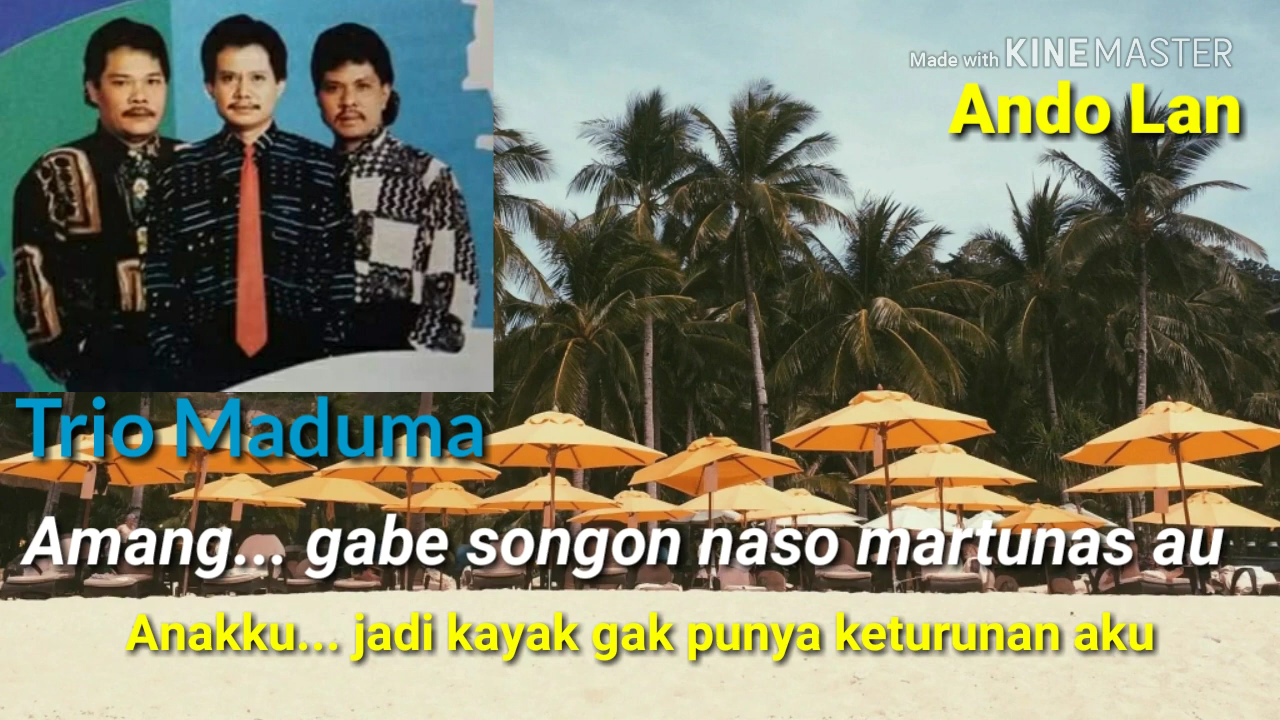 Made with KINEMASTER
Ando Lan
Trio Maduma
Amang... gabe songon naso martunas au
Anakku... jadi kayak gak punya keturunan aku